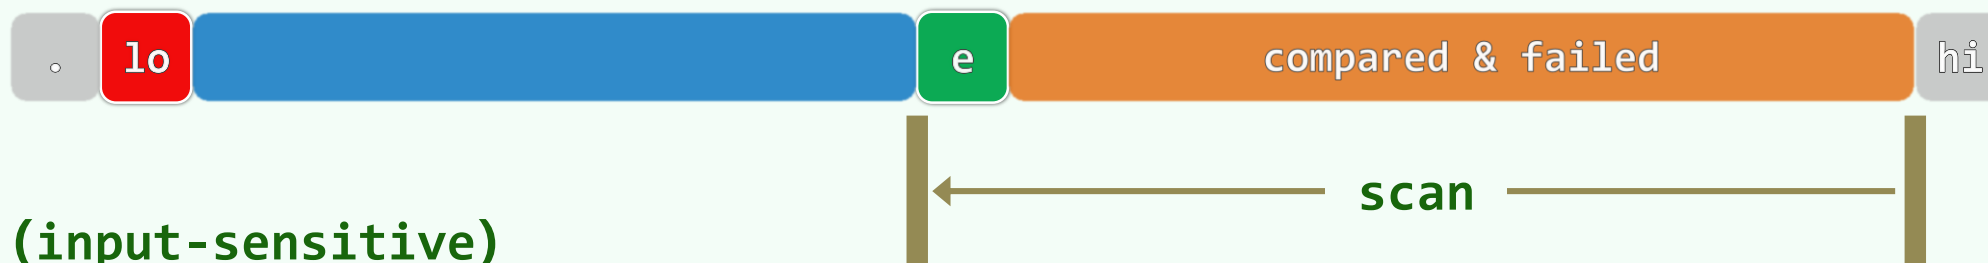 . lo e compared & failed hi
scan
(input-sensitive)